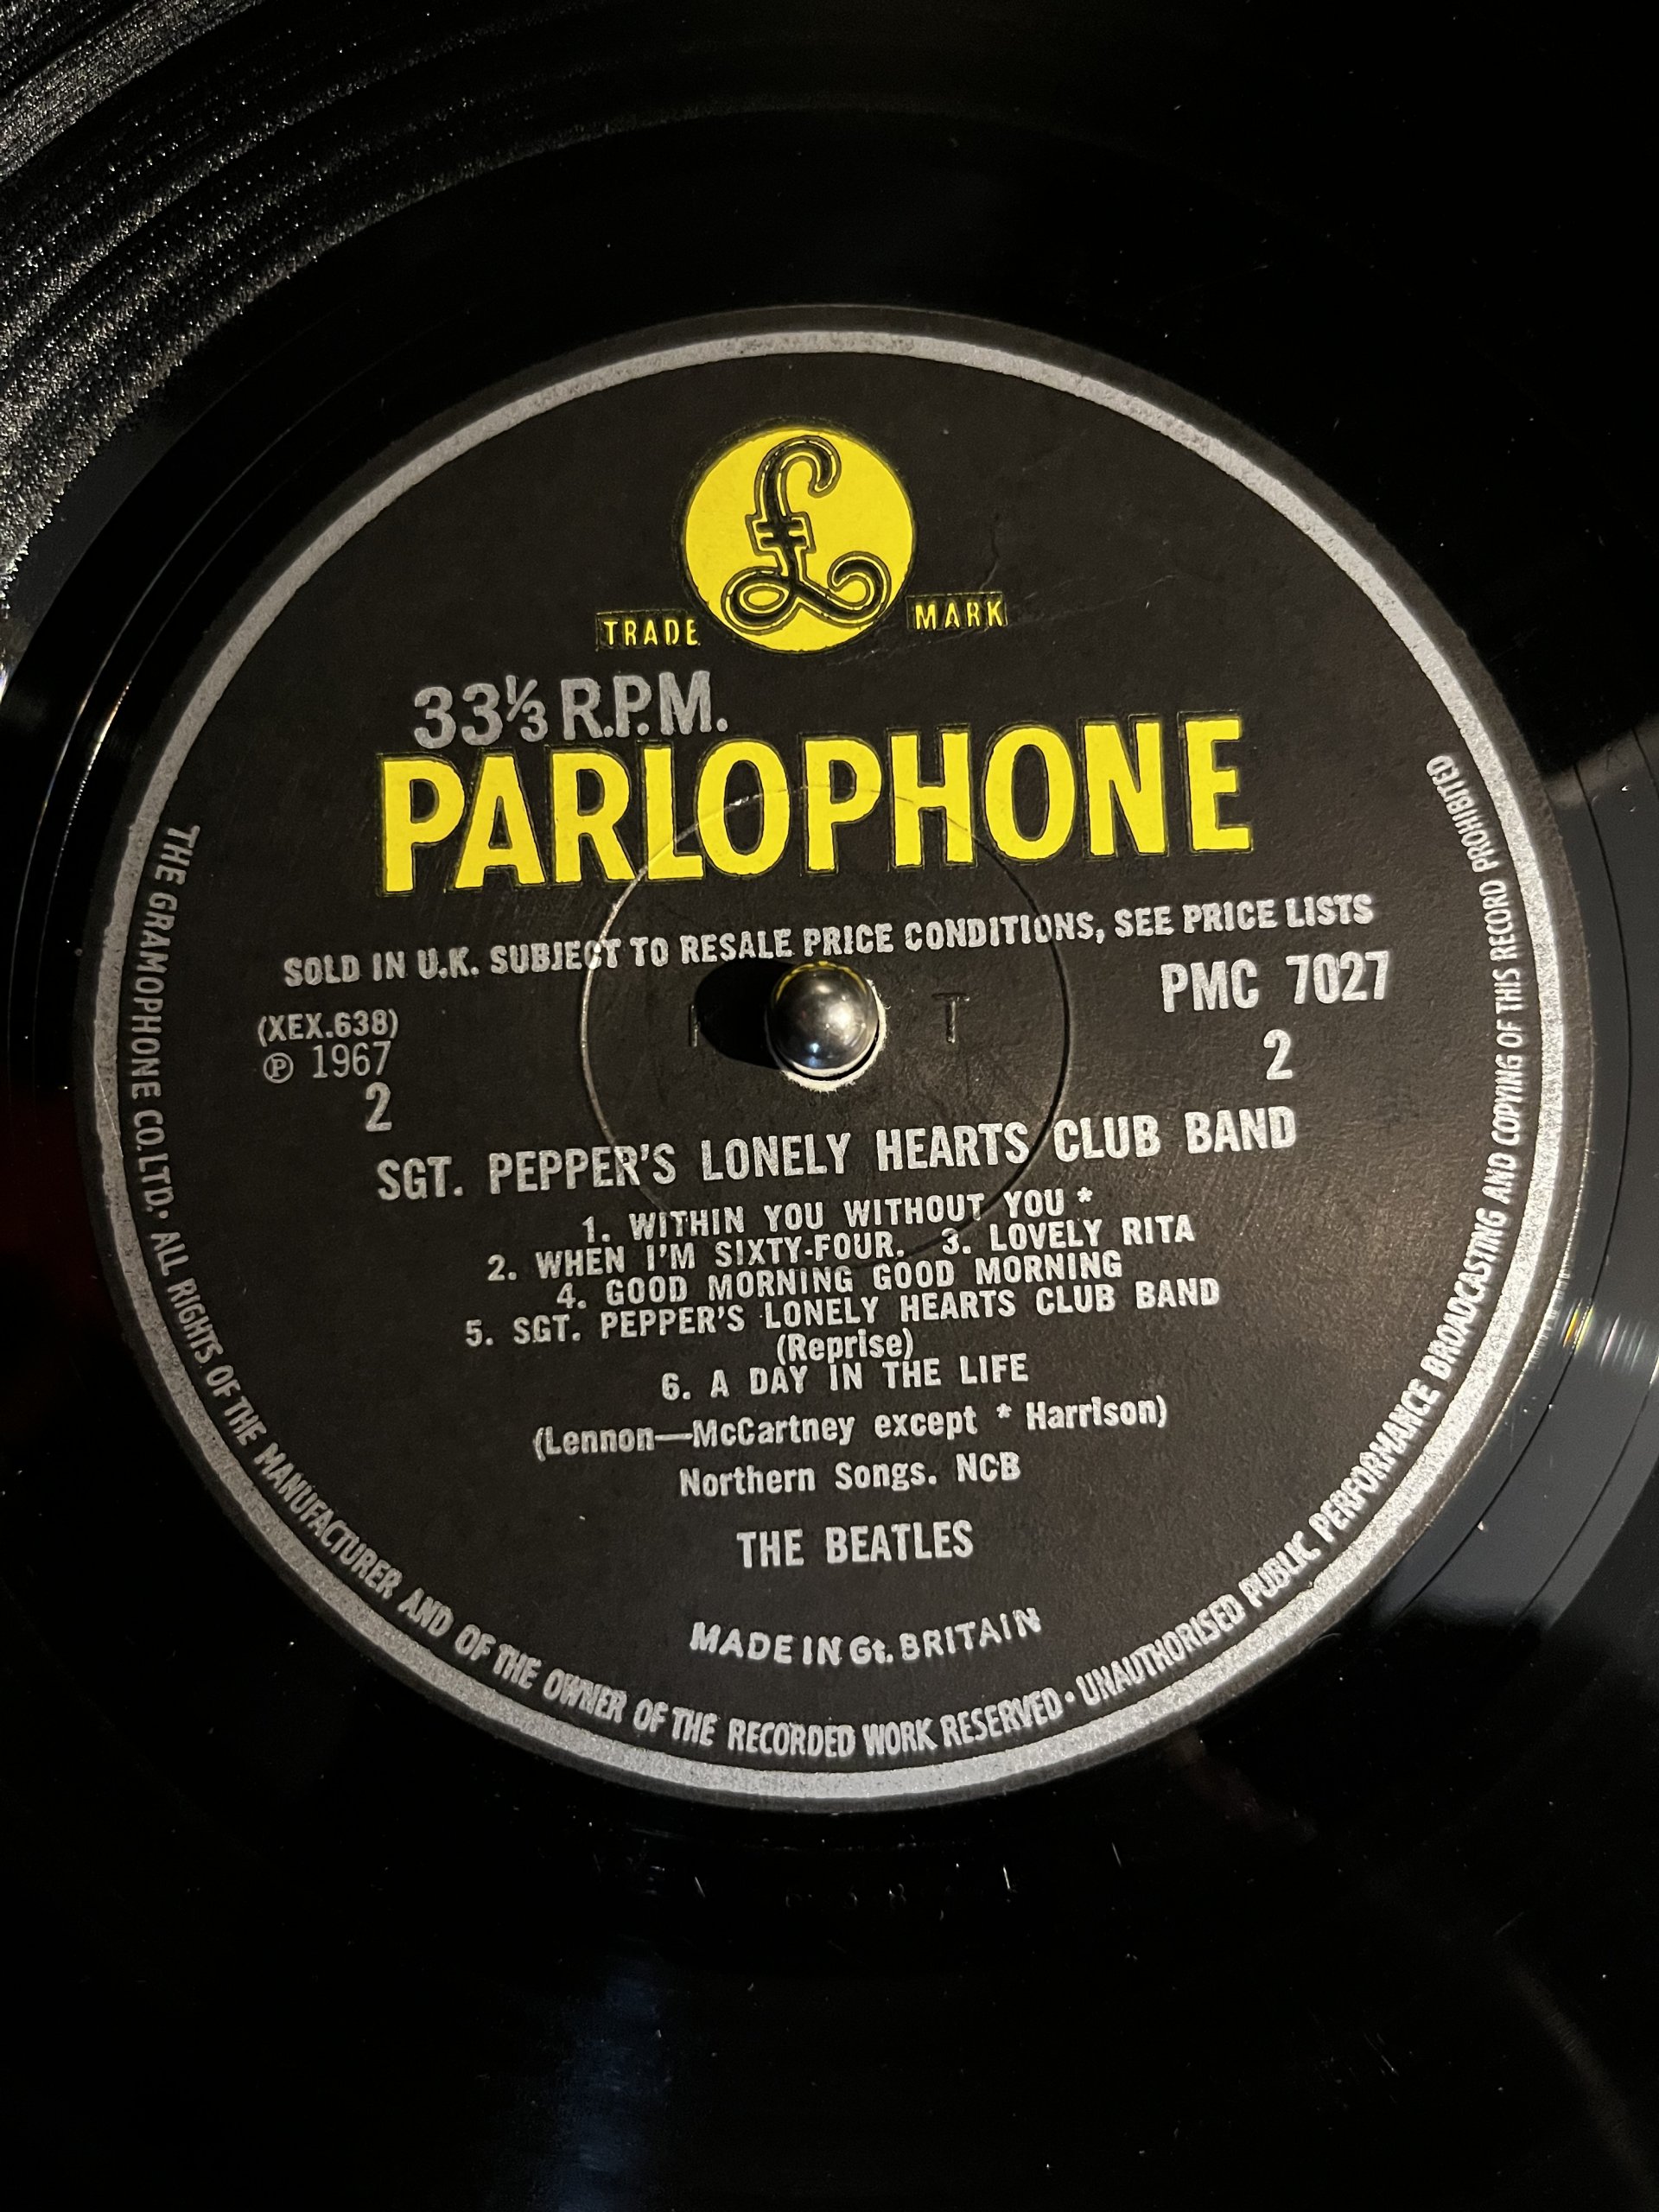 £
TRADE MARK
33⅓ R.P.M.
PARLOPHONE
SOLD IN U.K. SUBJECT TO RESALE PRICE CONDITIONS, SEE PRICE LISTS
(XEX.638) PMC 7027
℗ 1967 2
2
T
SGT. PEPPER'S LONELY HEARTS CLUB BAND
1. WITHIN YOU WITHOUT YOU *
2. WHEN I'M SIXTY-FOUR. 3. LOVELY RITA
4. GOOD MORNING GOOD MORNING
5. SGT. PEPPER'S LONELY HEARTS CLUB BAND
(Reprise)
6. A DAY IN THE LIFE
(Lennon—McCartney except * Harrison)
Northern Songs. NCB
THE BEATLES
MADE IN Gt. BRITAIN
THE GRAMOPHONE CO. LTD. • ALL RIGHTS OF THE MANUFACTURER AND OF THE OWNER OF THE RECORDED WORK RESERVED • UNAUTHORISED PUBLIC PERFORMANCE BROADCASTING AND COPYING OF THIS RECORD PROHIBITED